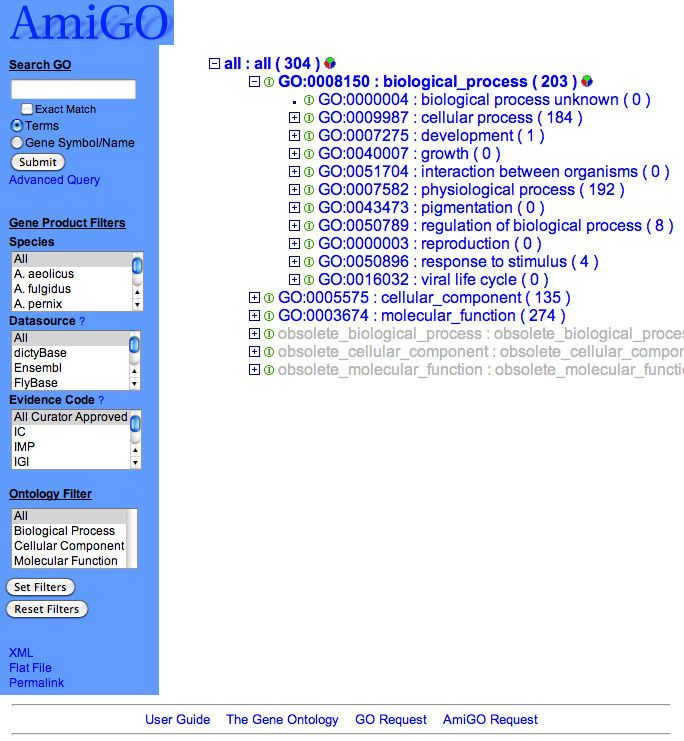 AmiGO
Search GO
Exact Match
Terms
Gene Symbol/Name
Submit
Advanced Query
Gene Product Filters
Species
All
A. aeolicus
A. fulgidus
A. pernix
Datasource ?
All
dictyBase
Ensembl
FlyBase
Evidence Code ?
All Curator Approved
IC
IMP
IGI
Ontology Filter
All
Biological Process
Cellular Component
Molecular Function
Set Filters
Reset Filters
XML
Flat File
Permalink
all : all ( 304 )
GO:0008150 : biological_process ( 203 )
GO:0000004 : biological process unknown ( 0 )
GO:0009987 : cellular process ( 184 )
GO:0007275 : development ( 1 )
GO:0040007 : growth ( 0 )
GO:0051704 : interaction between organisms ( 0 )
GO:0007582 : physiological process ( 192 )
GO:0043473 : pigmentation ( 0 )
GO:0050789 : regulation of biological process ( 8 )
GO:0000003 : reproduction ( 0 )
GO:0050896 : response to stimulus ( 4 )
GO:0016032 : viral life cycle ( 0 )
GO:0005575 : cellular_component ( 135 )
GO:0003674 : molecular_function ( 274 )
obsolete_biological_process : obsolete_biological_proce
obsolete_cellular_component : obsolete_cellular_compor
obsolete_molecular_function : obsolete_molecular_functi
User Guide The Gene Ontology GO Request AmiGO Request